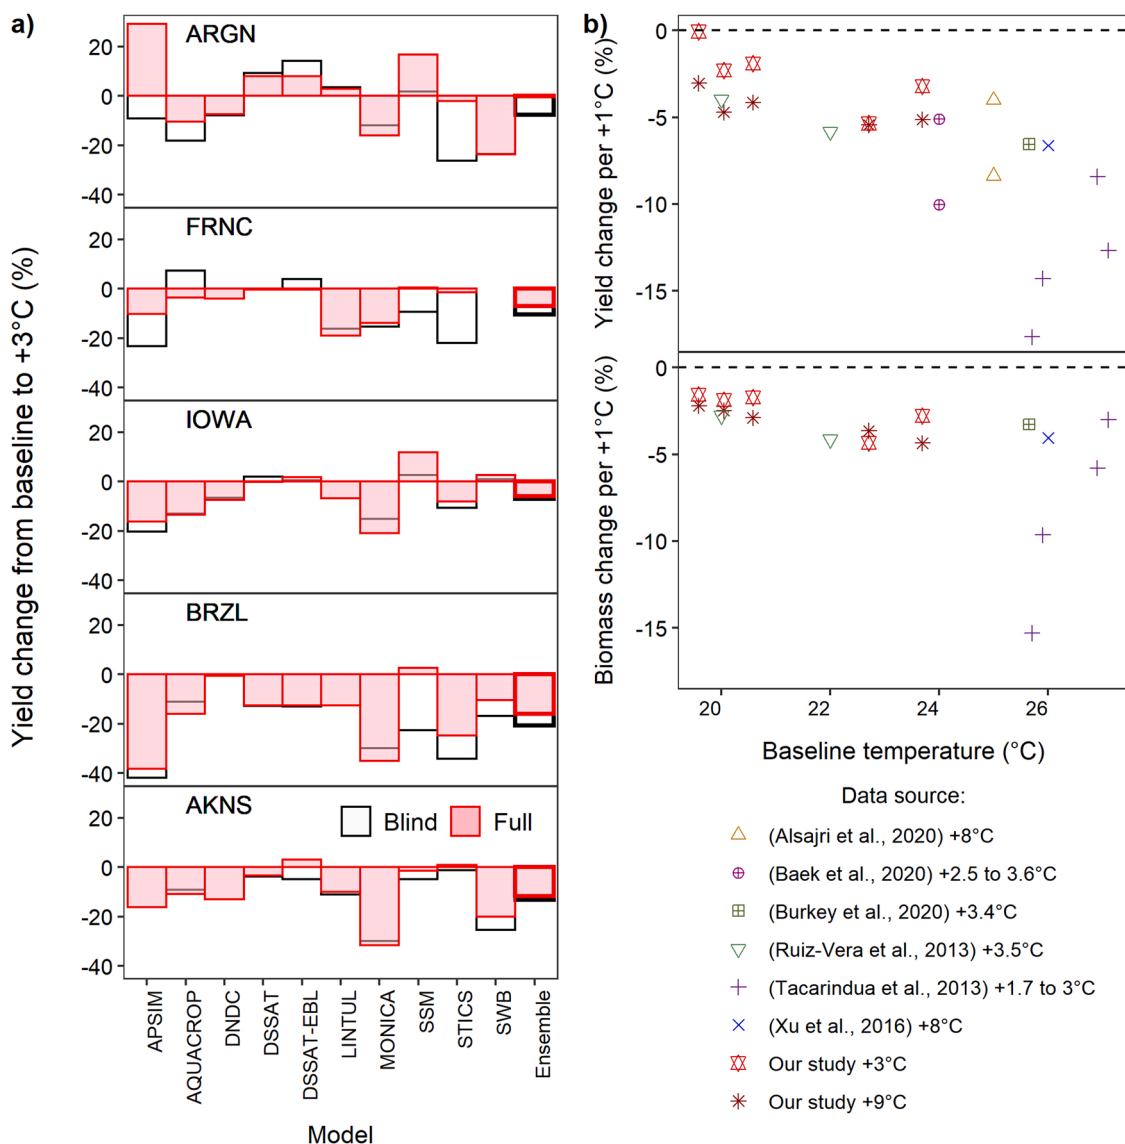 a)
Yield change from baseline to +3°C (%)
ARGN
20
0
-20
-40
FRNC
20
0
-20
-40
IOWA
20
0
-20
-40
BRZL
20
0
-20
-40
AKNS
Blind
Full
20
0
-20
-40
APSIM
AQUACROP
DNDC
DSSAT
DSSAT-EBL
LINTUL
MONICA
SSM
STICS
SWB
Ensemble
Model
b)
Yield change per +1°C (%)
0
-5
-10
-15
Biomass change per +1°C (%)
0
-5
-10
-15
20
22
24
26
Baseline temperature (°C)
Data source:
(Alsajri et al., 2020) +8°C
(Baek et al., 2020) +2.5 to 3.6°C
(Burkey et al., 2020) +3.4°C
(Ruiz-Vera et al., 2013) +3.5°C
(Tacarindua et al., 2013) +1.7 to 3°C
(Xu et al., 2016) +8°C
Our study +3°C
Our study +9°C